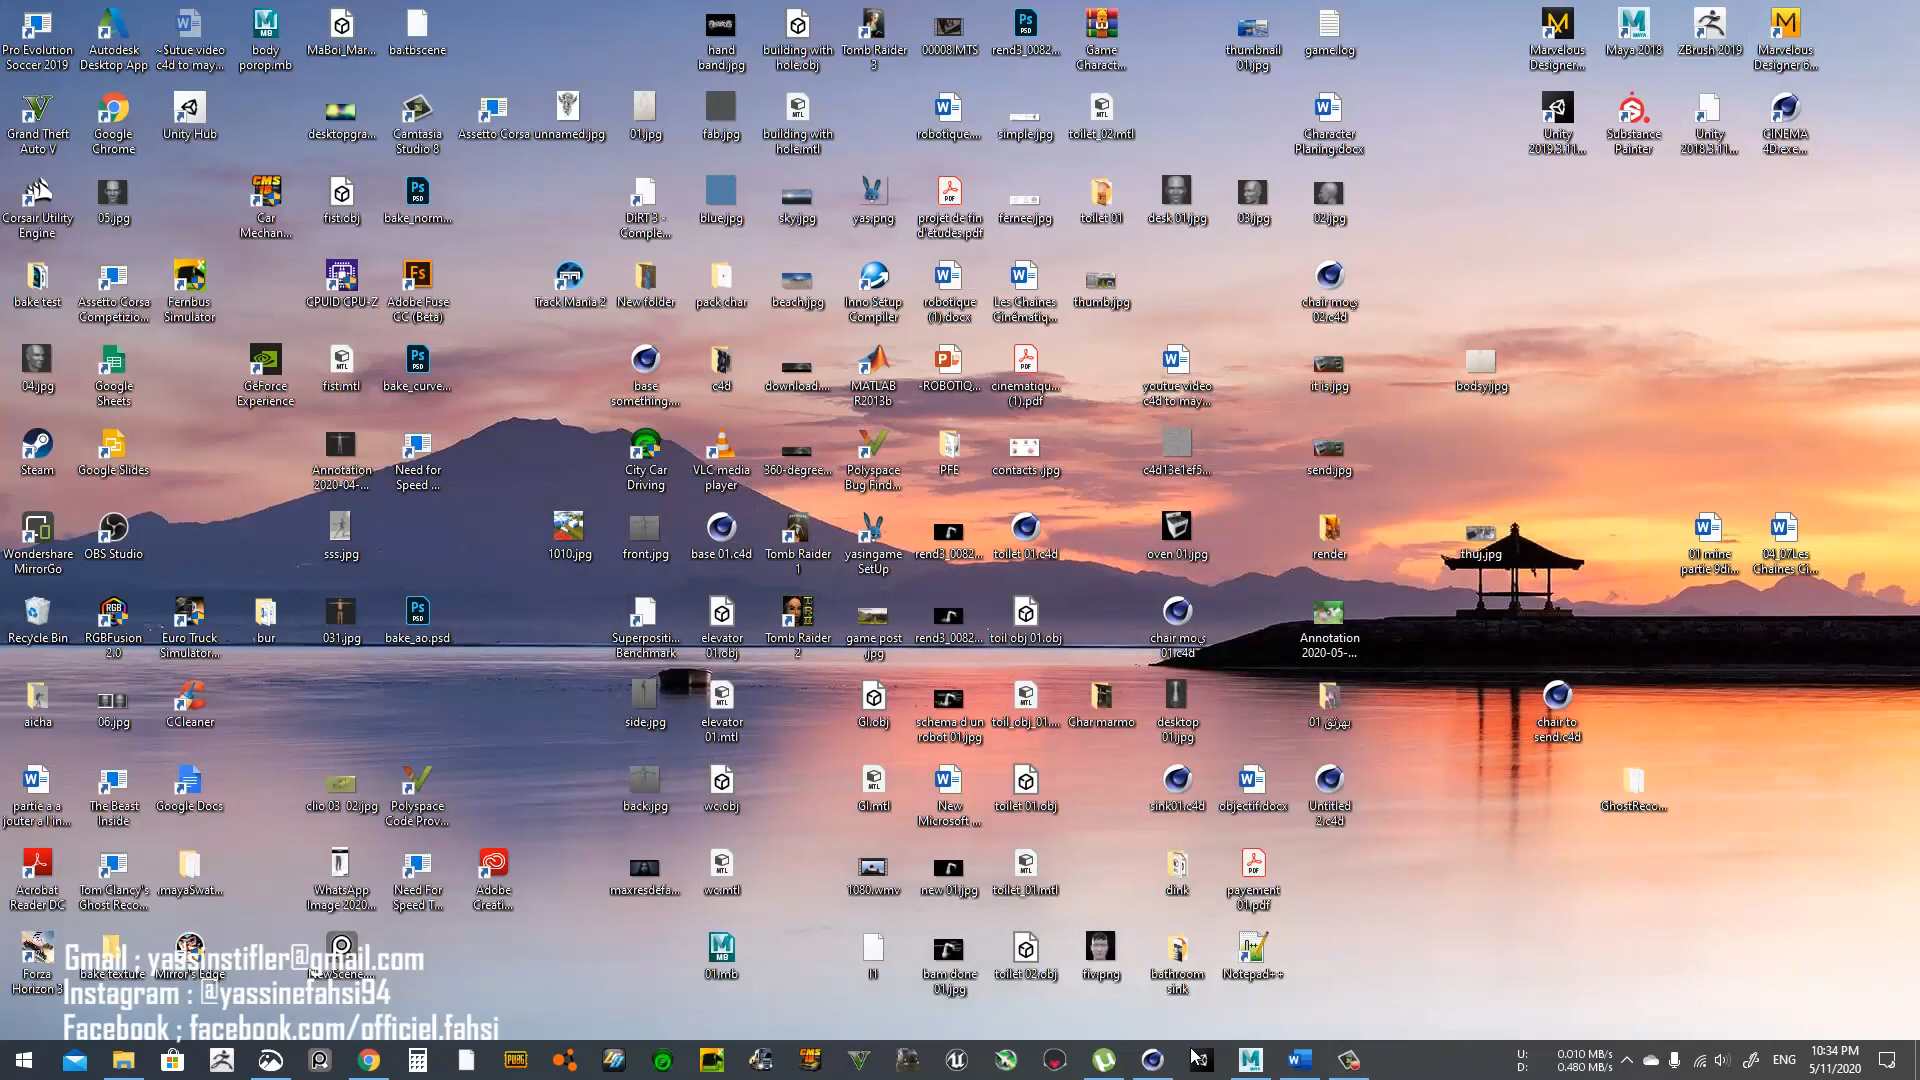 Pro Evolution Soccer 2019
Autodesk Desktop App
~$utue video c4d to may...
body porop.mb
MaBoi_Mar...
ba.tbscene
hand band.jpg
building with hole.obj
Tomb Raider 3
00008.MTS
rend3_0082...
Game Charact...
thumbnail 01.jpg
game.log
Marvelous Designer...
Maya 2018
ZBrush 2019
Marvelous Designer 6...
Grand Theft Auto V
Google Chrome
Unity Hub
desktopgra...
Camtasia Studio 8
Assetto Corsa
unnamed.jpg
01.jpg
fab.jpg
building with hole.mtl
robotique....
simple.jpg
toilet_02.mtl
Character Planing.docx
Unity 2019.3.11...
Substance Painter
Unity 2018.3.11...
CINEMA 4D.exe...
Corsair Utility Engine
05.jpg
Car Mechan...
fist.obj
bake_norm...
DiRT 3 - Comple...
blue.jpg
sky.jpg
yas.png
projet de fin d'etudes.pdf
fernee.jpg
toilet 01
desk 01.jpg
03.jpg
02.jpg
bake test
Assetto Corsa Competizio...
Fernbus Simulator
CPUID CPU-Z
Adobe Fuse CC (Beta)
Track Mania 2
New folder
pack char
beach.jpg
Inno Setup Compiler
robotique (1).docx
Les Chaînes Cinématiq...
thumb.jpg
04.jpg
Google Sheets
GeForce Experience
fist.mtl
bake_curve...
base something....
c4d
download....
MATLAB R2013b
-ROBOTIQ...
cinematiqu... (1).pdf
youtue video c4d to may...
it is.jpg
bodsy.jpg
Steam
Google Slides
Annotation 2020-04-...
Need for Speed ...
City Car Driving
VLC media player
360-degree...
Polyspace Bug Find...
PFE
contacts .jpg
c4d13e1ef5...
send.jpg
Wondershare MirrorGo
OBS Studio
sss.jpg
1010.jpg
front.jpg
base 01.c4d
Tomb Raider 1
yasingame SetUp
rend3_0082...
toilet 01.c4d
oven 01.jpg
render
thuj.jpg
01 mine partie 9di...
04_07Les Chaines Ci...
Recycle Bin
RGBFusion 2.0
Euro Truck Simulator...
bur
031.jpg
bake_ao.psd
Superpositi... Benchmark
elevator 01.obj
Tomb Raider 2
game post .jpg
rend3_0082...
toil obj 01.obj
Annotation 2020-05-...
aicha
06.jpg
CCleaner
side.jpg
elevator 01.mtl
Gl.obj
schema d un robot 01.jpg
toil_obj_01....
Char marmo
desktop 01.jpg
chair to send.c4d
partie a a jouter a l in...
The Beast Inside
Google Docs
clio 03_02.jpg
Polyspace Code Prov...
back.jpg
wc.obj
Gl.mtl
New Microsoft ...
toilet 01.obj
sink01.c4d
objectif.docx
Untitled 2.c4d
GhostReco...
Acrobat Reader DC
Tom Clancy's Ghost Reco...
.mayaSwat...
WhatsApp Image 2020...
Need For Speed T...
Adobe Creati...
maxresdefa...
wc.mtl
1080.wmv
new 01.jpg
toilet_01.mtl
dink
payement 01.pdf
Forza Horizon 3
bake texture
Mirror's Edge
NewScene....
01.mb
bam done 01.jpg
toilet 02.obj
fiv.png
bathroom sink
Notepad++
Gmail : yassinstifler@gmail.com
Instagram : @yassinefahsi94
Facebook ; facebook.com/officiel.fahsi
U: 0.010 MB/s
D: 0.480 MB/s
ENG
10:34 PM
5/11/2020